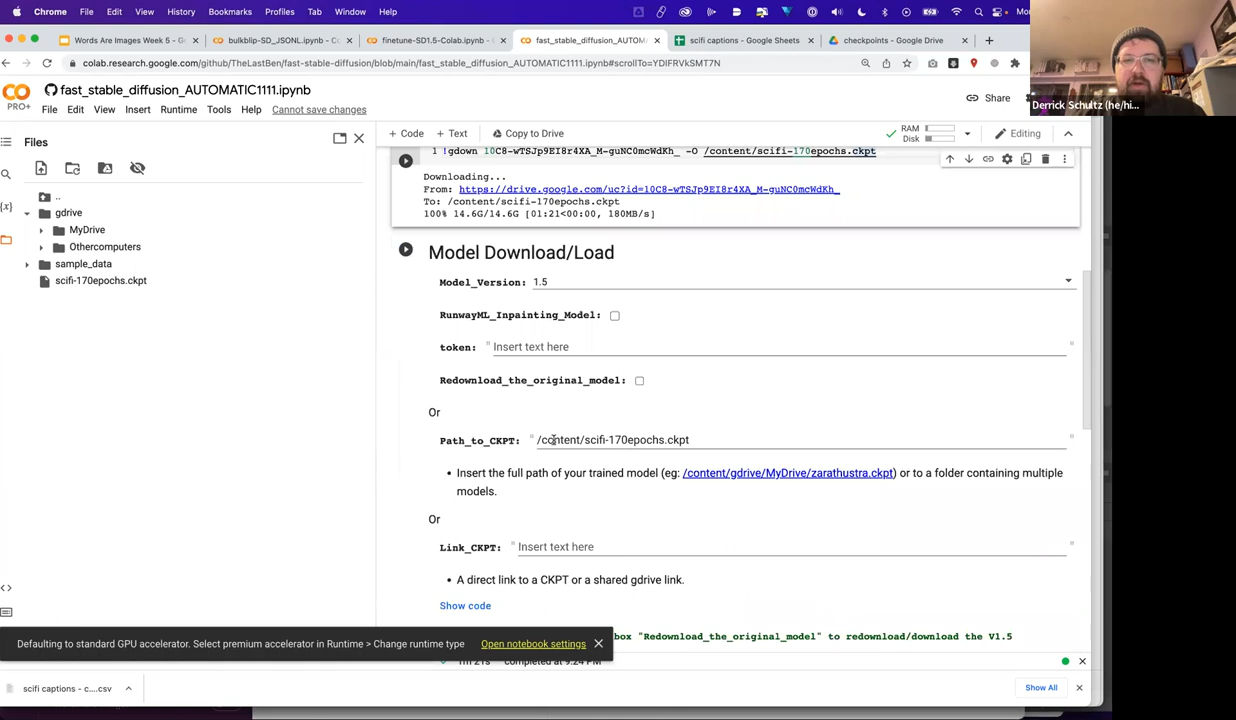 Chrome File Edit View History Bookmarks Profiles Tab Window Help
Words Are Images Week 5 - G
bulkblip-SD_JSONL.ipynb - C
finetune-SD1.5-Colab.ipynb -
fast_stable_diffusion_AUTOM
scifi captions - Google Sheets
checkpoints - Google Drive
colab.research.google.com/github/TheLastBen/fast-stable-diffusion/blob/main/fast_stable_diffusion_AUTOMATIC1111.ipynb#scrollTo=YDlFRVkSMT7N
Derrick Schultz (he/hi...
PRO+
fast_stable_diffusion_AUTOMATIC1111.ipynb
File Edit View Insert Runtime Tools Help Cannot save changes
Share
Files
+ Code + Text Copy to Drive
RAM
Disk
Editing
1 !gdown 10C8-wTSJp9EI8r4XA_M-guNC0mcWdKh_ -O /content/scifi-170epochs.ckpt
Downloading...
From: https://drive.google.com/uc?id=10C8-wTSJp9EI8r4XA_M-guNC0mcWdKh_
To: /content/scifi-170epochs.ckpt
100% 14.6G/14.6G [01:21<00:00, 180MB/s]
..
gdrive
MyDrive
Othercomputers
sample_data
scifi-170epochs.ckpt
Model Download/Load
Model_Version: 1.5
RunwayML_Inpainting_Model:
token: " Insert text here "
Redownload_the_original_model:
Or
Path_to_CKPT: " /content/scifi-170epochs.ckpt "
• Insert the full path of your trained model (eg: /content/gdrive/MyDrive/zarathustra.ckpt) or to a folder containing multiple
models.
Or
Link_CKPT: " Insert text here "
• A direct link to a CKPT or a shared gdrive link.
Show code
box "Redownload_the_original_model" to redownload/download the V1.5
Defaulting to standard GPU accelerator. Select premium accelerator in Runtime > Change runtime type Open notebook settings
1m 21s completed at 9:24 PM
scifi captions - c....csv
Show All